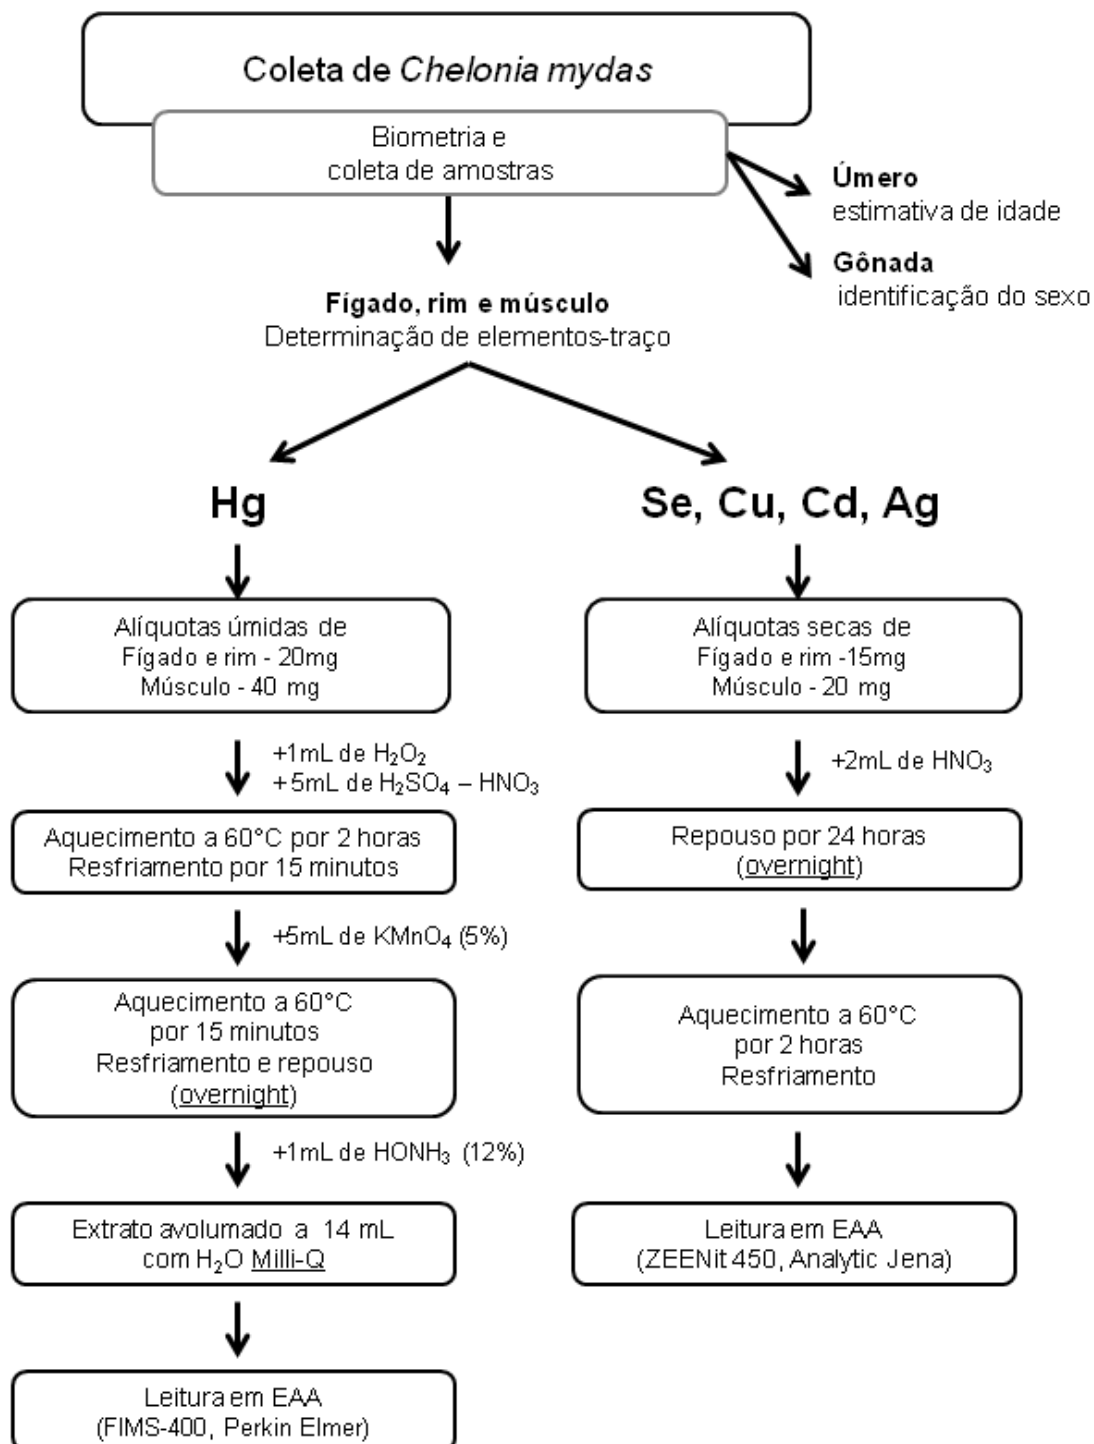 Coleta de Chelonia mydas
Biometria e
coleta de amostras
Úmero
estimativa de idade
Gônada
identificação do sexo
Fígado, rim e músculo
Determinação de elementos-traço
Hg
Alíquotas úmidas de
Fígado e rim - 20mg
Músculo - 40 mg
+1mL de H₂O₂
+5mL de H₂SO₄ – HNO₃
Aquecimento a 60°C por 2 horas
Resfriamento por 15 minutos
+5mL de KMnO₄ (5%)
Aquecimento a 60°C
por 15 minutos
Resfriamento e repouso
(overnight)
+1mL de HONH₃ (12%)
Extrato avolumado a 14 mL
com H₂O Milli-Q
Leitura em EAA
(FIMS-400, Perkin Elmer)
Se, Cu, Cd, Ag
Alíquotas secas de
Fígado e rim -15mg
Músculo - 20 mg
+2mL de HNO₃
Repouso por 24 horas
(overnight)
Aquecimento a 60°C
por 2 horas
Resfriamento
Leitura em EAA
(ZEENit 450, Analytic Jena)